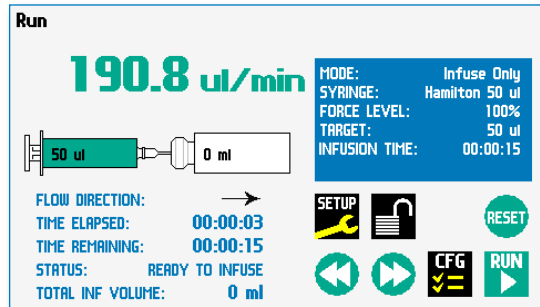 Run
190.8 ul/min
MODE: Infuse Only
SYRINGE: Hamilton 50 ul
FORCE LEVEL: 100%
TARGET: 50 ul
INFUSION TIME: 00:00:15
50 ul
0 ml
FLOW DIRECTION:
TIME ELAPSED: 00:00:03
TIME REMAINING: 00:00:15
STATUS: READY TO INFUSE
TOTAL INF VOLUME: 0 ml
SETUP
RESET
CFG
RUN